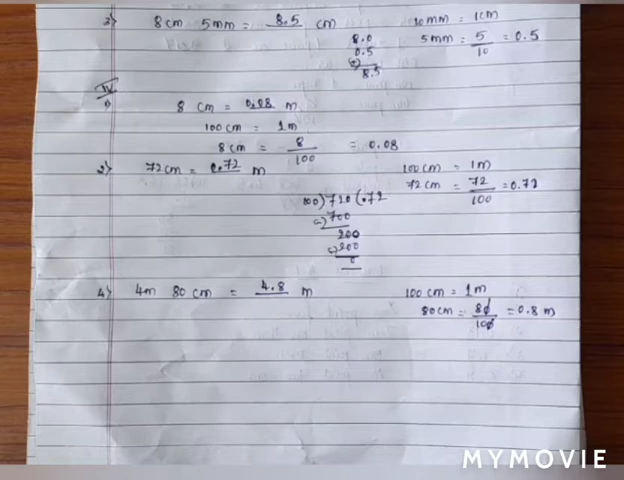 3) 8 cm 5 mm = 8.5 cm 10 mm = 1 cm
8.0 5 mm = 5/10 = 0.5
0.5
8.5
IV
1) 8 cm = 0.08 m
100 cm = 1 m
8 cm = 8/100 = 0.08
2) 72 cm = 0.72 m 100 cm = 1 m
72 cm = 72/100 = 0.72
100) 720 (.72
(-) 700
200
(-) 200
0
4) 4m 80 cm = 4.8 m 100 cm = 1 m
80 cm = 80/100 = 0.8 m
MYMOVIE